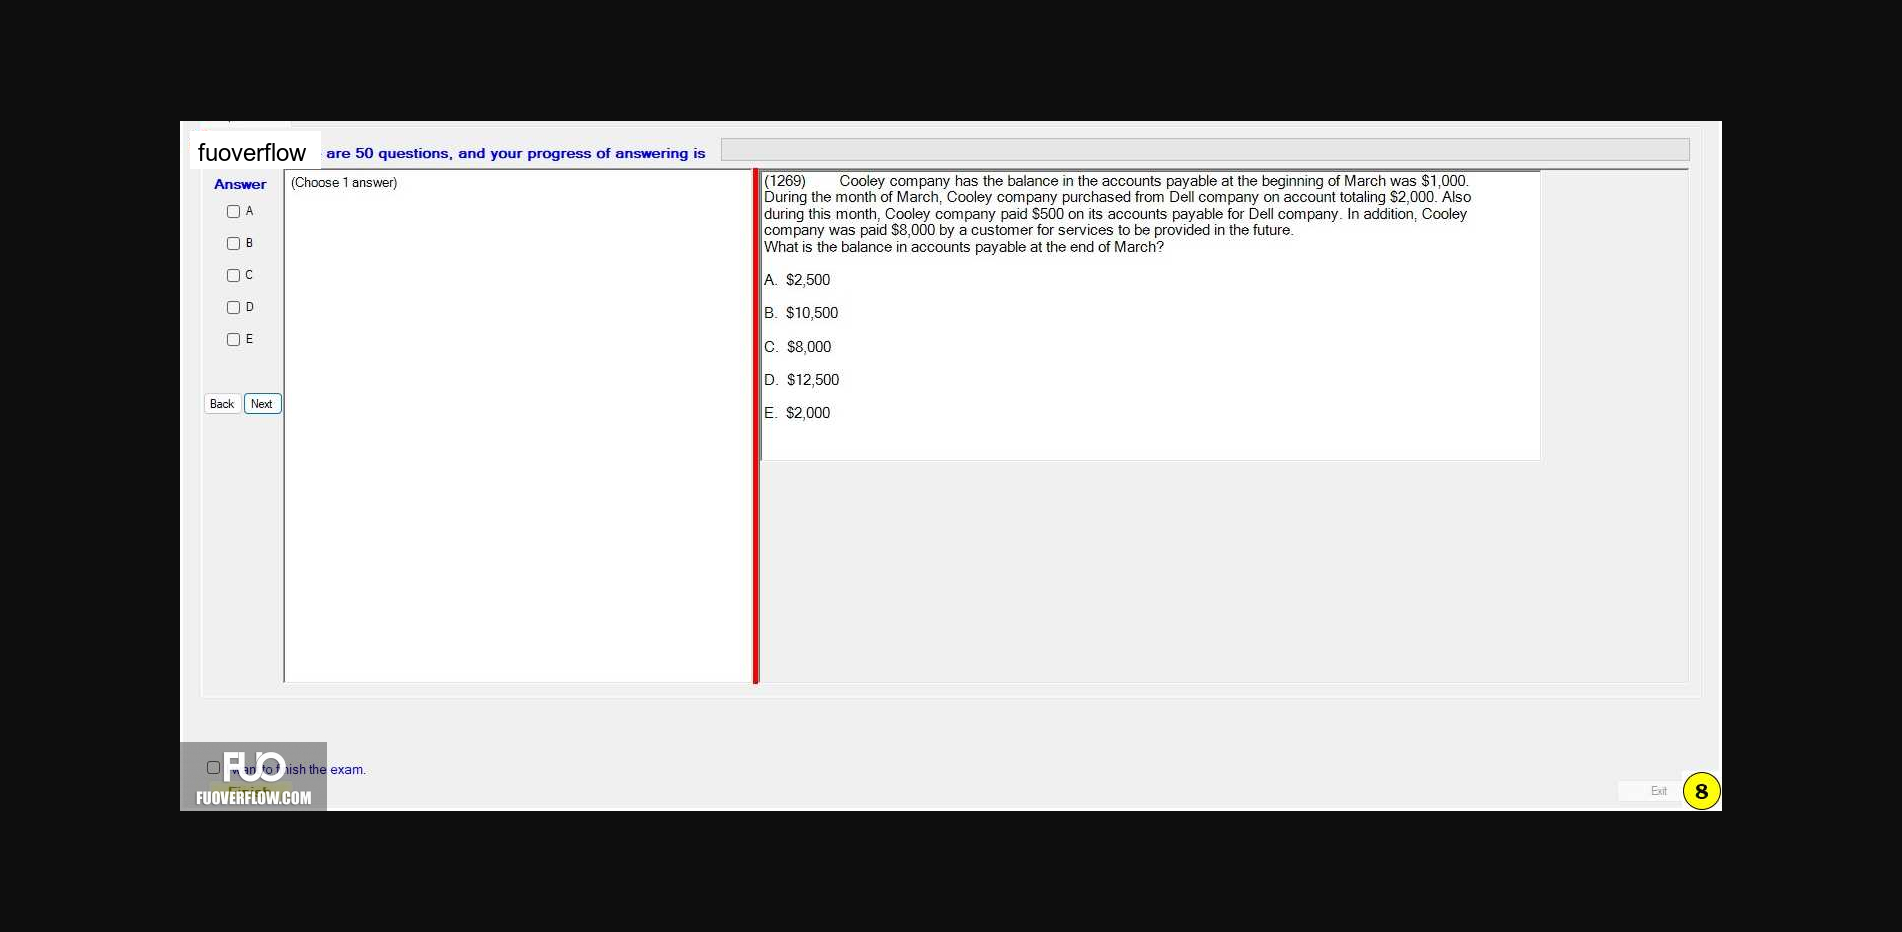 fuoverflow are 50 questions, and your progress of answering is
Answer
(Choose 1 answer)
A
B
C
D
E
Back Next
(1269) Cooley company has the balance in the accounts payable at the beginning of March was $1,000.
During the month of March, Cooley company purchased from Dell company on account totaling $2,000. Also
during this month, Cooley company paid $500 on its accounts payable for Dell company. In addition, Cooley
company was paid $8,000 by a customer for services to be provided in the future.
What is the balance in accounts payable at the end of March?
A. $2,500
B. $10,500
C. $8,000
D. $12,500
E. $2,000
FUO
want to finish the exam.
Finish
FUOVERFLOW.COM
Exit
8